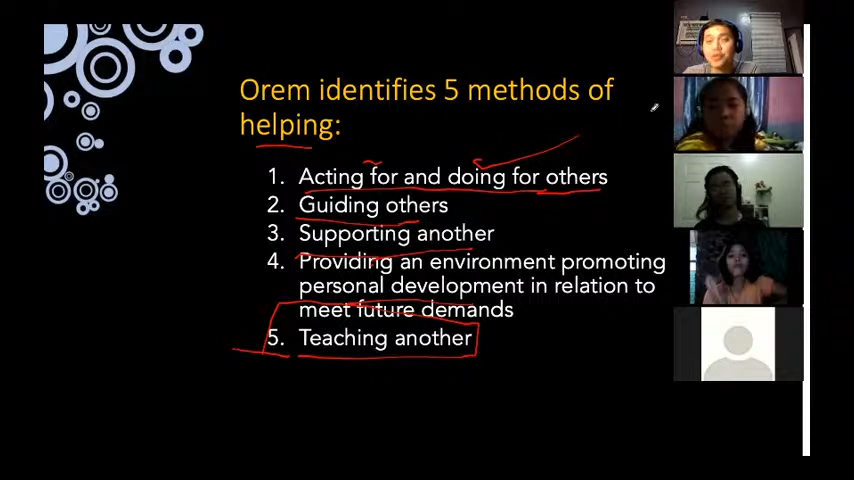 Orem identifies 5 methods of
helping:
1. Acting for and doing for others
2. Guiding others
3. Supporting another
4. Providing an environment promoting
personal development in relation to
meet future demands
5. Teaching another